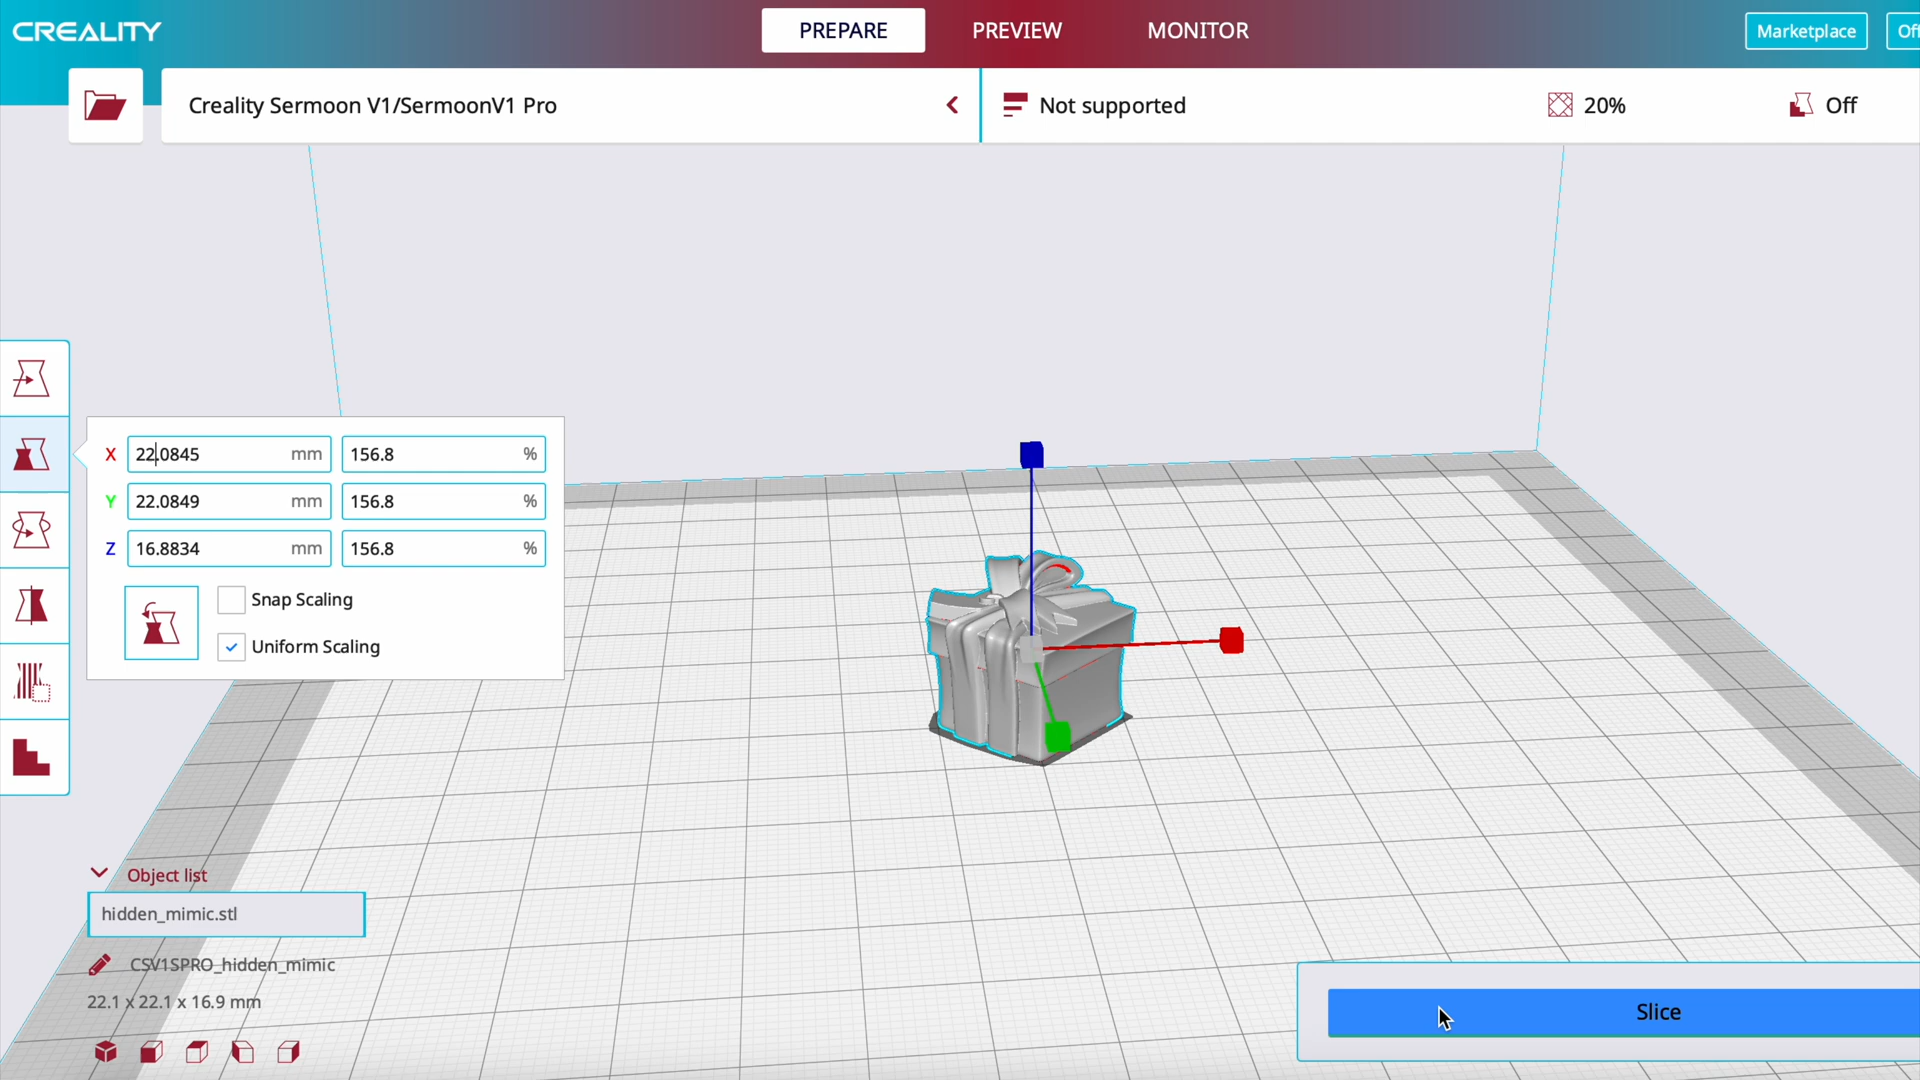 CREALITY
PREPARE
PREVIEW
MONITOR
Marketplace
Off
Creality Sermoon V1/SermoonV1 Pro
Not supported
20%
Off
X 22.0845 mm 156.8 %
Y 22.0849 mm 156.8 %
Z 16.8834 mm 156.8 %
Snap Scaling
Uniform Scaling
Object list
hidden_mimic.stl
CSV1SPRO_hidden_mimic
22.1 x 22.1 x 16.9 mm
Slice